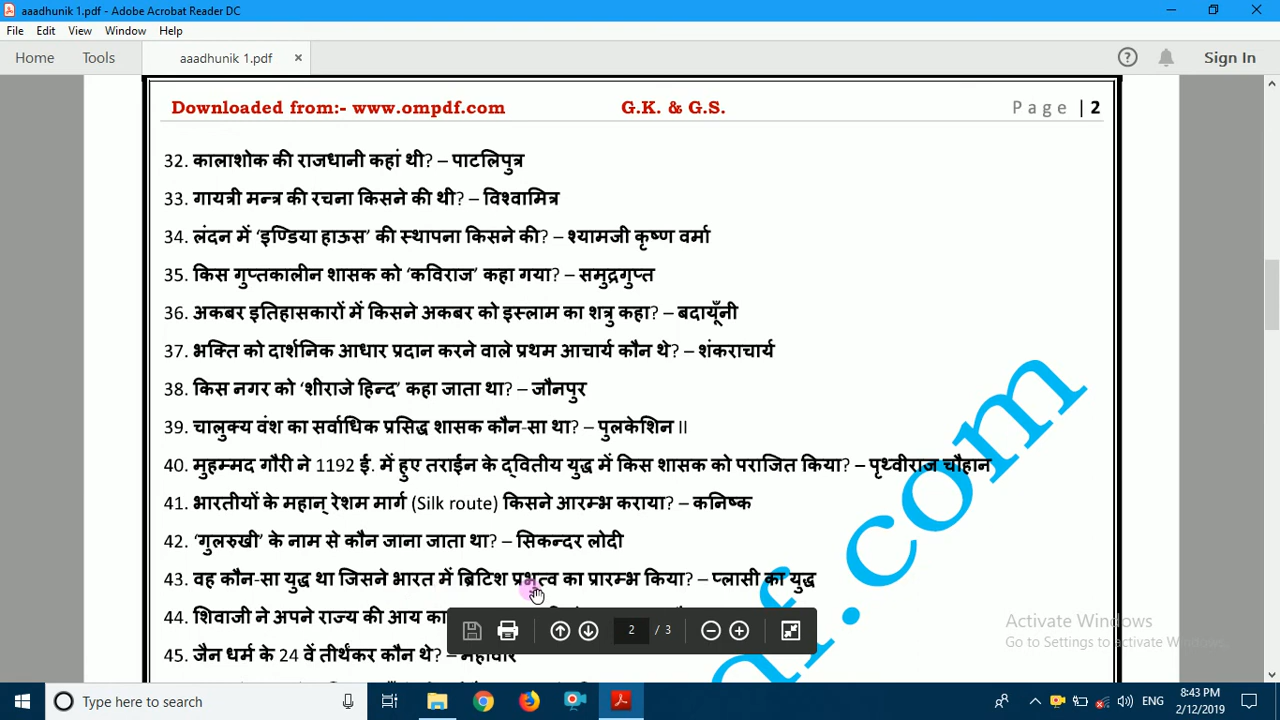 aaadhunik 1.pdf - Adobe Acrobat Reader DC
File Edit View Window Help
Home Tools aaadhunik 1.pdf × Sign In
Downloaded from:- www.ompdf.com G.K. & G.S. Page | 2
32. कालाशोक की राजधानी कहां थी? – पाटलिपुत्र
33. गायत्री मन्त्र की रचना किसने की थी? – विश्वामित्र
34. लंदन में ‘इण्डिया हाऊस’ की स्थापना किसने की? – श्यामजी कृष्ण वर्मा
35. किस गुप्तकालीन शासक को ‘कविराज’ कहा गया? – समुद्रगुप्त
36. अकबर इतिहासकारों में किसने अकबर को इस्लाम का शत्रु कहा? – बदायूँनी
37. भक्ति को दार्शनिक आधार प्रदान करने वाले प्रथम आचार्य कौन थे? – शंकराचार्य
38. किस नगर को ‘शीराजे हिन्द’ कहा जाता था? – जौनपुर
39. चालुक्य वंश का सर्वाधिक प्रसिद्ध शासक कौन-सा था? – पुलकेशिन II
40. मुहम्मद गौरी ने 1192 ई. में हुए तराईन के द्वितीय युद्ध में किस शासक को पराजित किया? – पृथ्वीराज चौहान
41. भारतीयों के महान् रेशम मार्ग (Silk route) किसने आरम्भ कराया? – कनिष्क
42. ‘गुलरुखी’ के नाम से कौन जाना जाता था? – सिकन्दर लोदी
43. वह कौन-सा युद्ध था जिसने भारत में ब्रिटिश प्रभुत्व का प्रारम्भ किया? – प्लासी का युद्ध
44. शिवाजी ने अपने राज्य की आय का
2 / 3
45. जैन धर्म के 24 वें तीर्थंकर कौन थे? – महावीर
f.com
Activate Windows
Go to Settings to activate Windows.
Type here to search
ENG 8:43 PM
2/12/2019